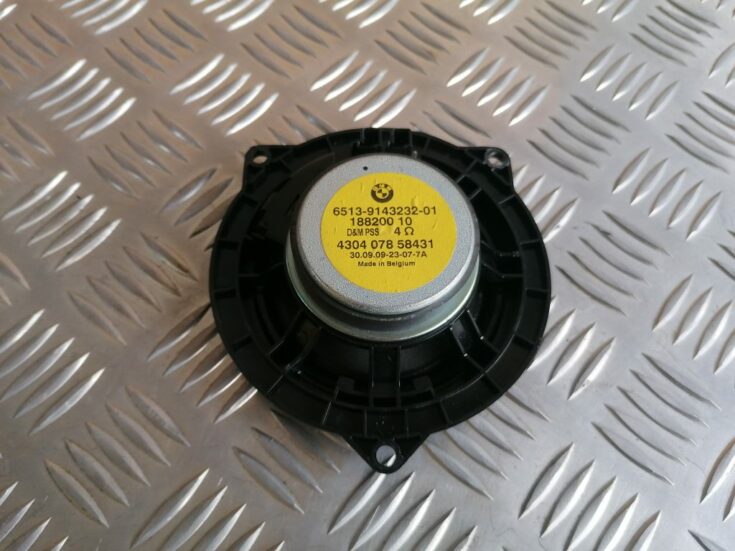 6513-9143232-01
188200 10
D&M PSS 4 Ω
4304 078 58431
30.09.09-23-07-7A
Made in Belgium